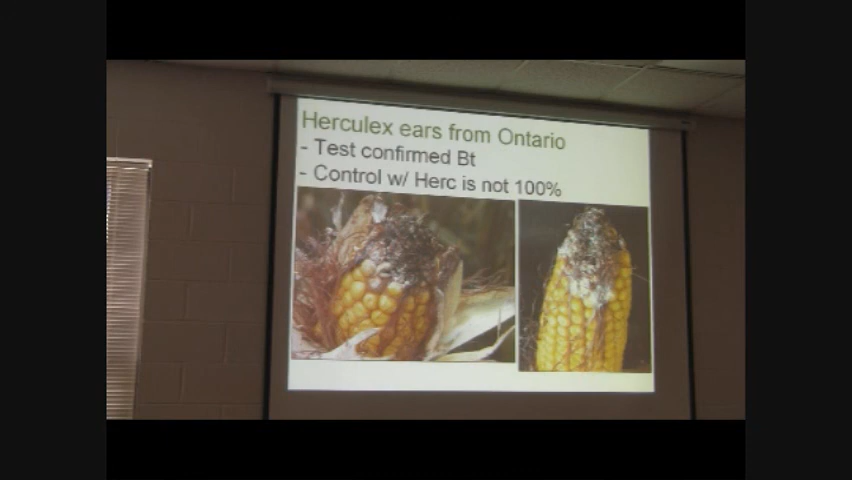 Herculex ears from Ontario
- Test confirmed Bt
- Control w/ Herc is not 100%